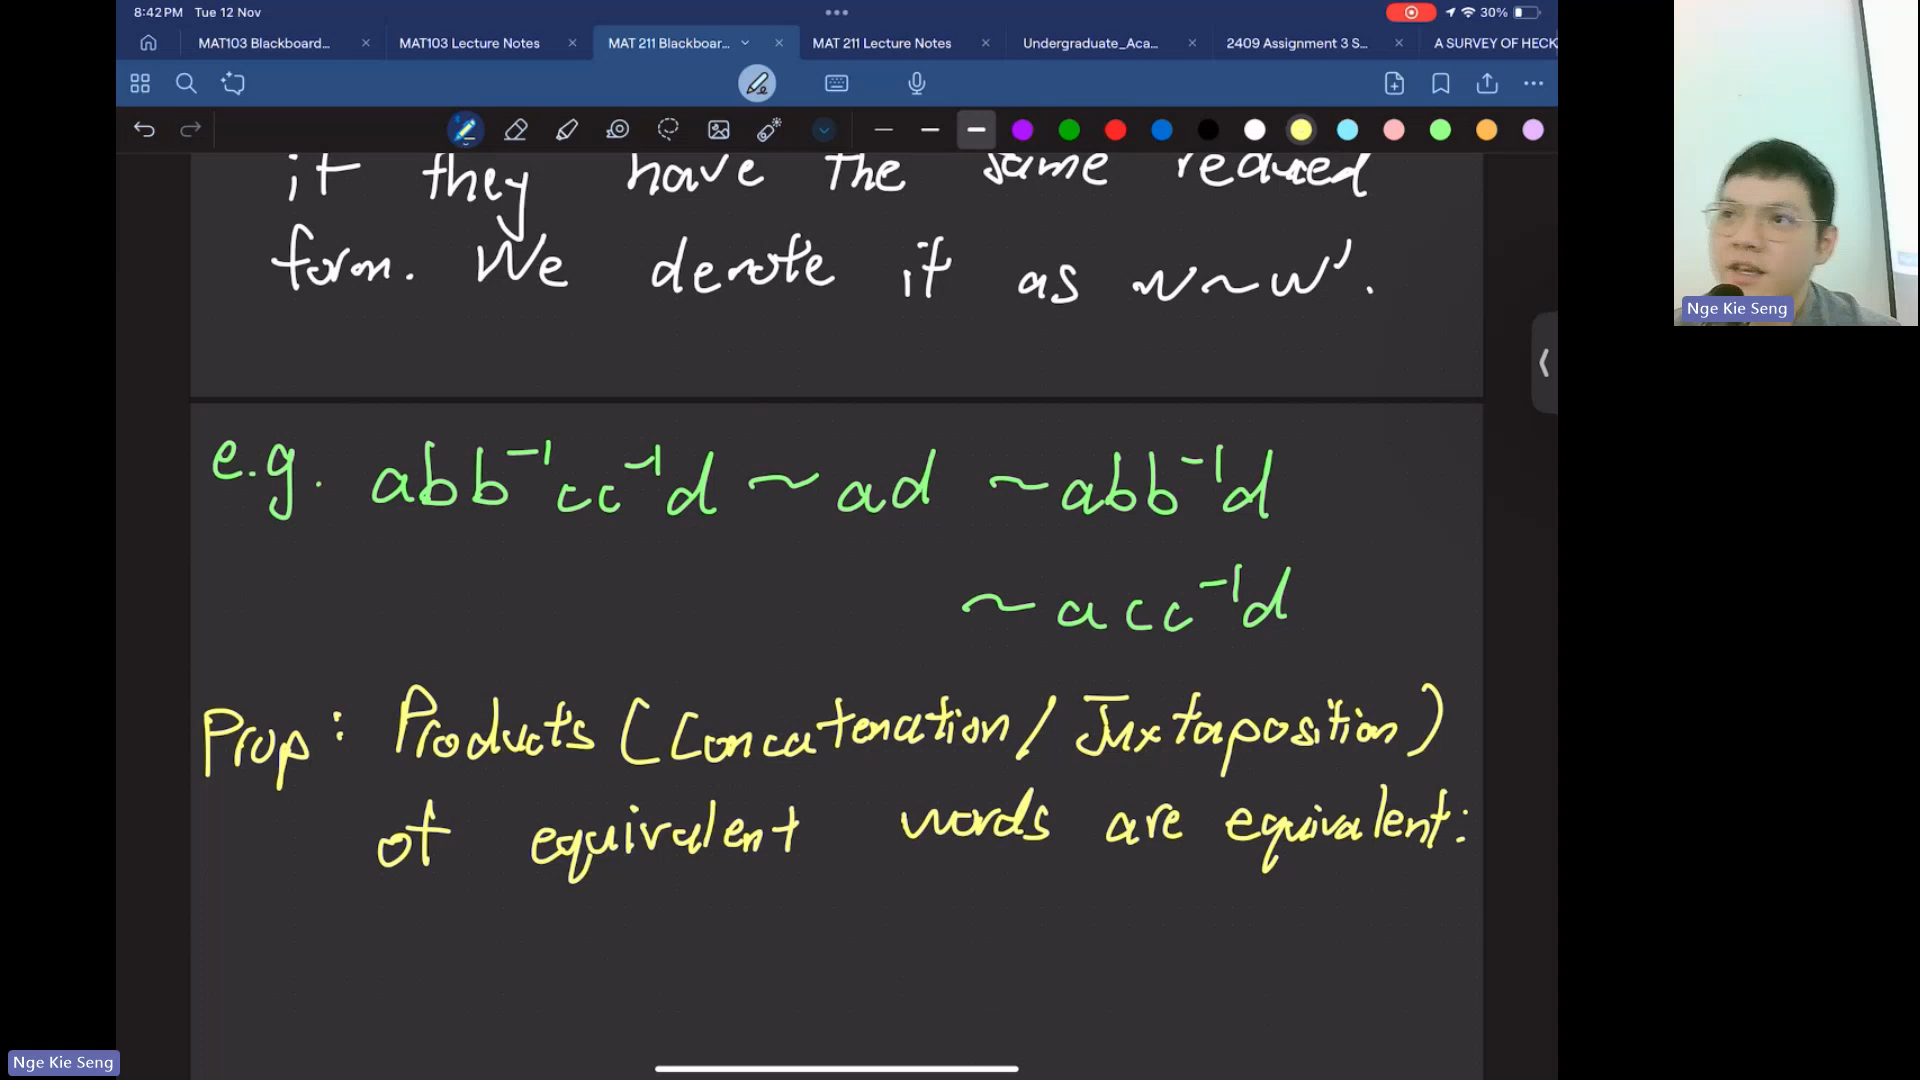 8:42 PM Tue 12 Nov
30%
MAT103 Blackboard...
MAT103 Lecture Notes
MAT 211 Blackboar...
MAT 211 Lecture Notes
Undergraduate_Aca...
2409 Assignment 3 S...
A SURVEY OF HECK
if they have the same reduced
form. We denote it as w~w'.
e.g. abb⁻¹cc⁻¹d ~ ad ~ abb⁻¹d
~ acc⁻¹d
Prop: Products (Concatenation/Juxtaposition)
of equivalent words are equivalent:
Nge Kie Seng
Nge Kie Seng